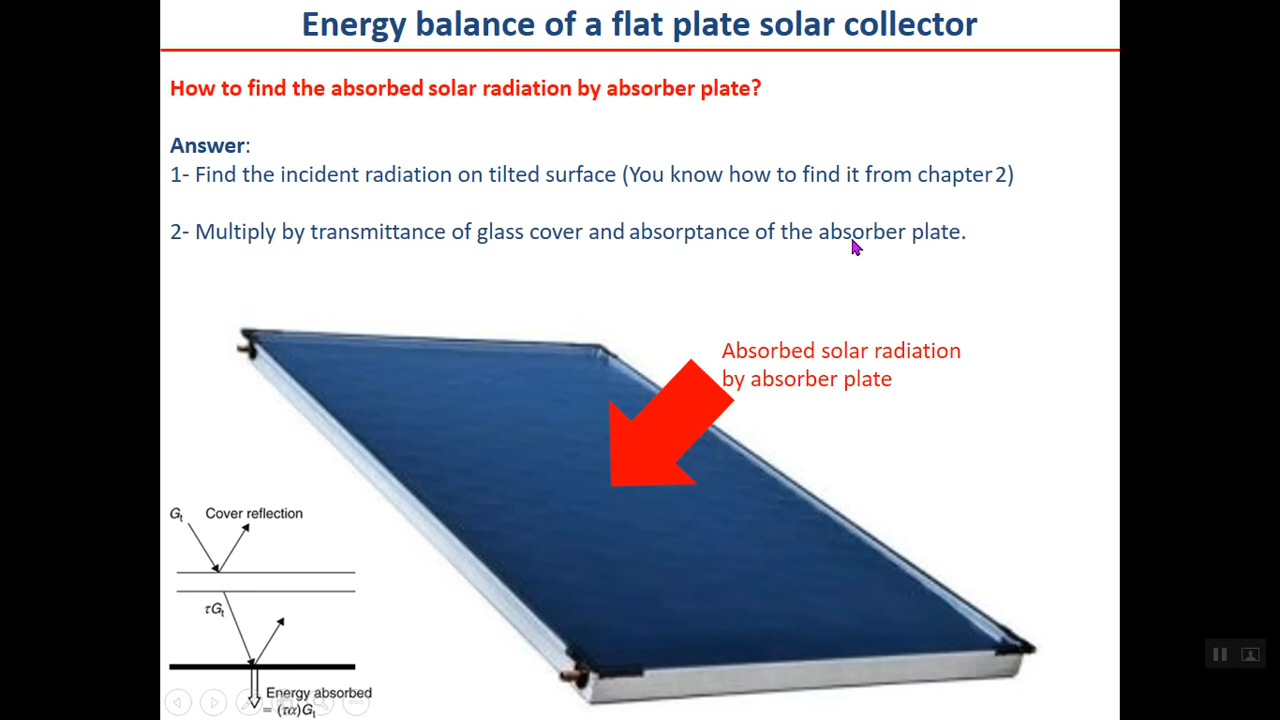 Energy balance of a flat plate solar collector
How to find the absorbed solar radiation by absorber plate?
Answer:
1- Find the incident radiation on tilted surface (You know how to find it from chapter 2)
2- Multiply by transmittance of glass cover and absorptance of the absorber plate.
Absorbed solar radiation
by absorber plate
Gt Cover reflection
τGt
Energy absorbed
= (τα)Gt